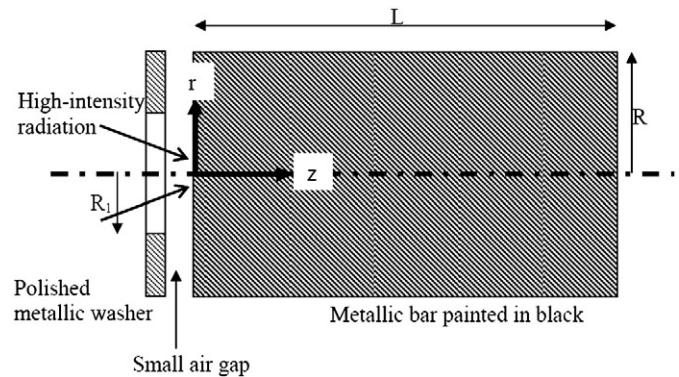 L
r
High-intensity
radiation
R
z
R₁
Polished
metallic washer
Metallic bar painted in black
Small air gap